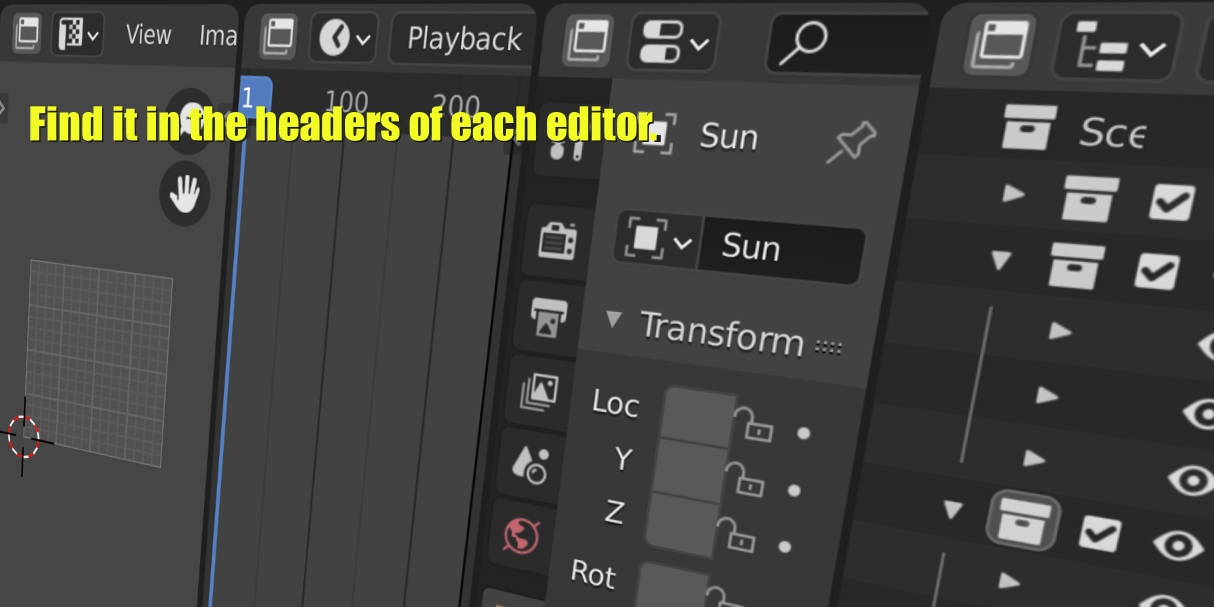 View Ima
Playback
1 100 200
Find it in the headers of each editor.
Sun
Sun
Transform
Loc
Y
Z
Rot
Sce